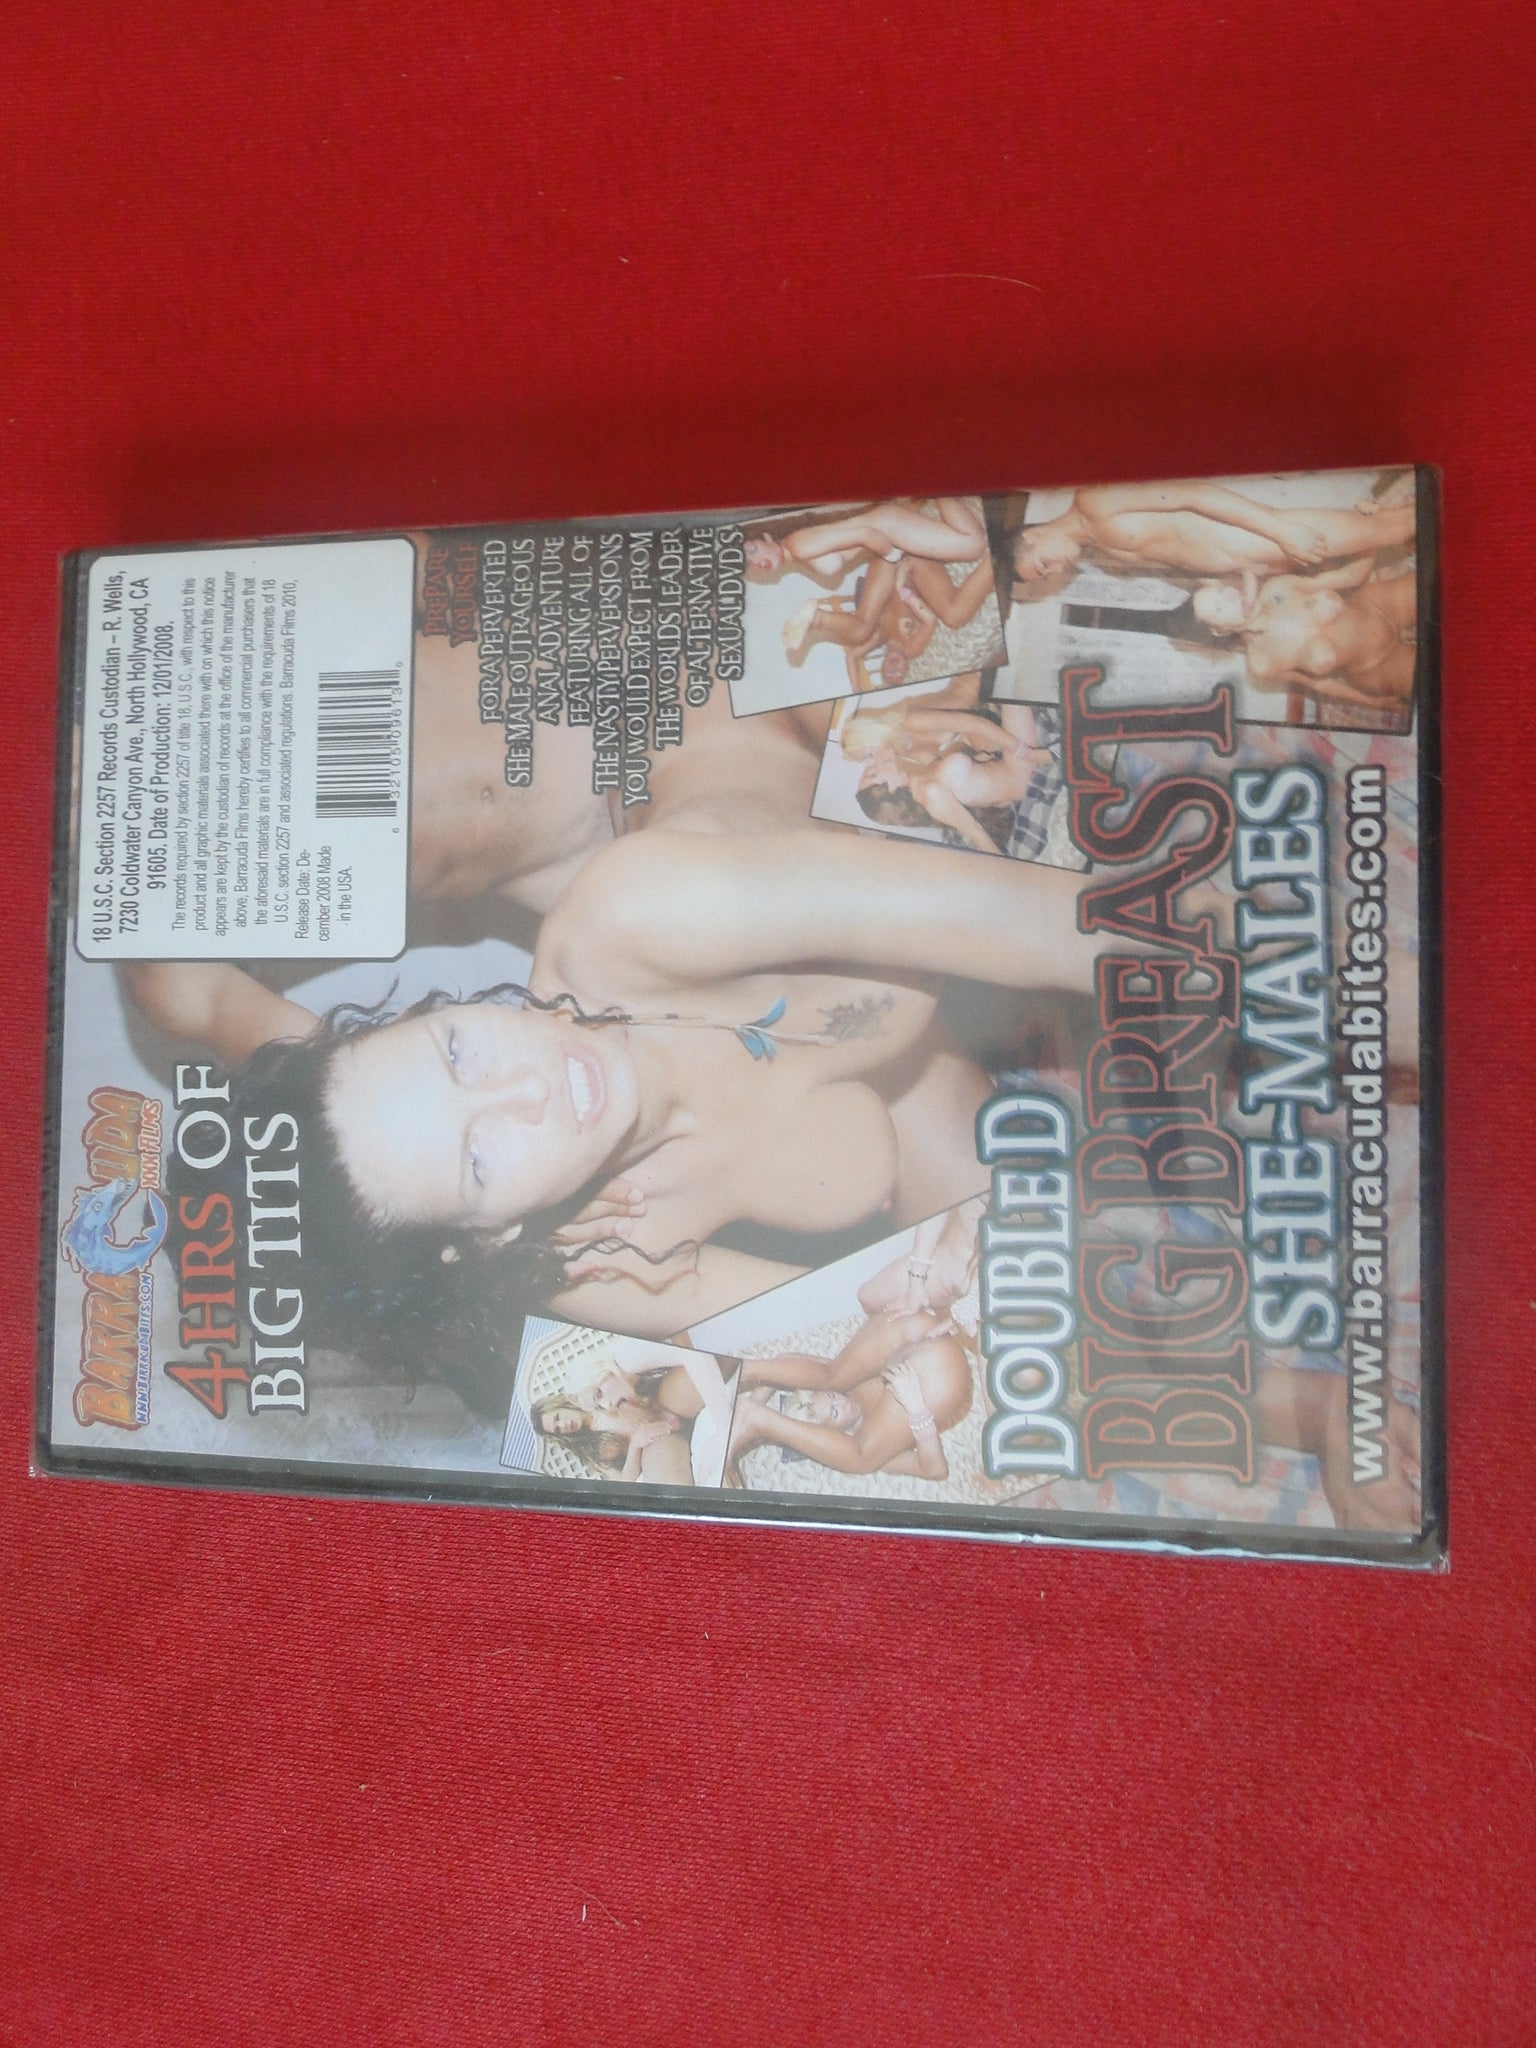 BARRACUDA
XXX FILMS
WWW.BARRACUDABITES.COM
4 HRS OF
BIG TITS
18 U.S.C. Section 2257 Records Custodian – R. Wells,
7230 Coldwater Canyon Ave., North Hollywood, CA
91605. Date of Production: 12/01/2008.
The records required by section 2257 of title 18, U.S.C., with respect to this
product and all graphic materials associated there with on which this notice
appears are kept by the custodian of records at the office of the manufacturer
above, Barracuda Films hereby certifies to all commercial purchasers that
the aforesaid materials are in full compliance with the requirements of 18
U.S.C. section 2257 and associated regulations. Barracuda Films 2010,
Release Date: De-
cember 2008 Made
in the USA.
6 32105 09613 6
PREPARE
YOURSELF
FOR A PERVERTED
SHE-MALE OUTRAGEOUS
ANAL ADVENTURE
FEATURING ALL OF
THE NASTY PERVERSIONS
YOU WOULD EXPECT FROM
THE WORLDS LEADER
OF ALTERNATIVE
SEXUAL DVD'S
DOUBLE D
BIG BREAST
SHE-MALES
www.barracudabites.com